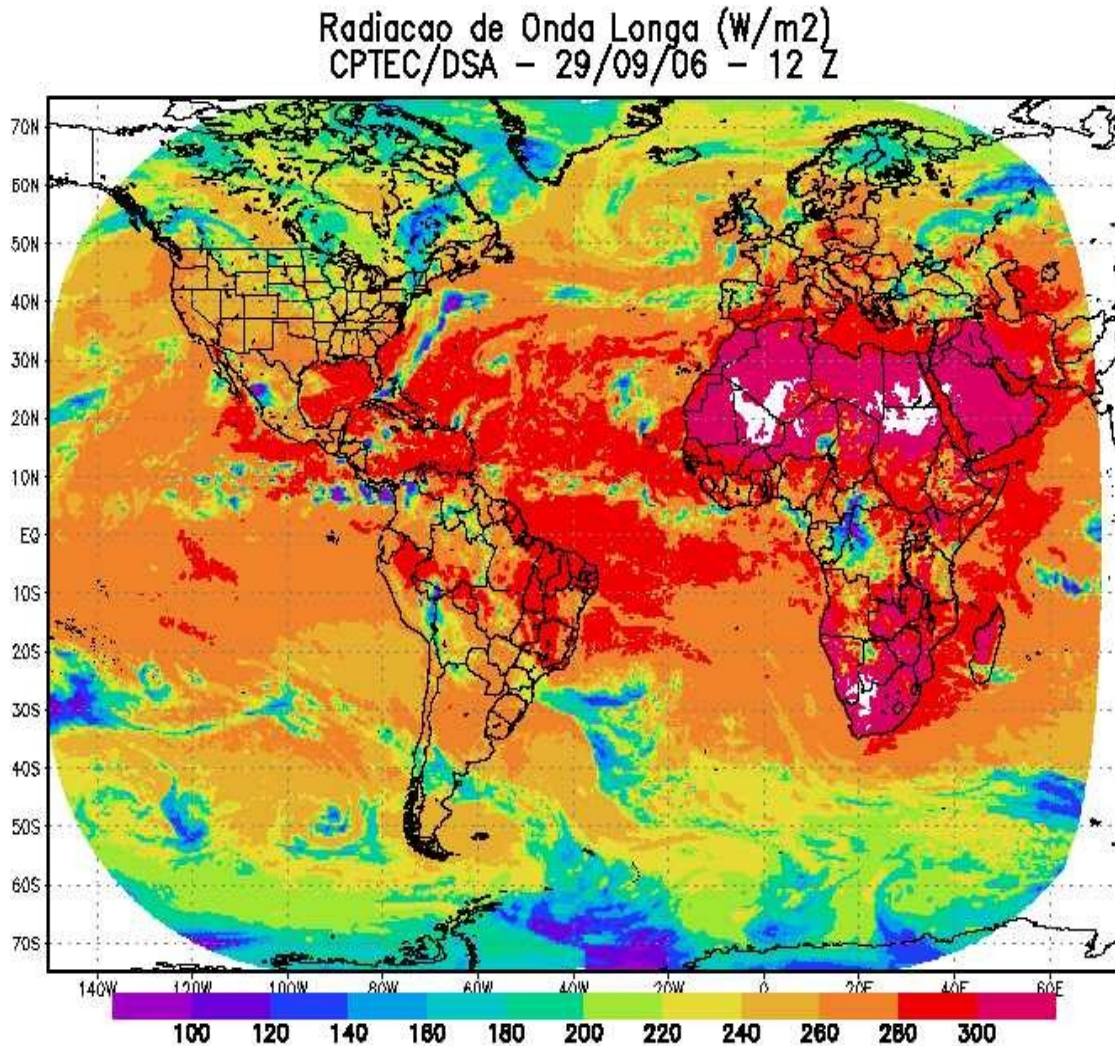 Radiacao de Onda Longa (W/m2)
CPTEC/DSA - 29/09/06 - 12 Z
70N
60N
50N
40N
30N
20N
10N
EQ
10S
20S
30S
40S
50S
60S
70S
140W 120W 100W 80W 60W 40W 20W 0 20E 40E 60E
100 120 140 160 180 200 220 240 260 280 300